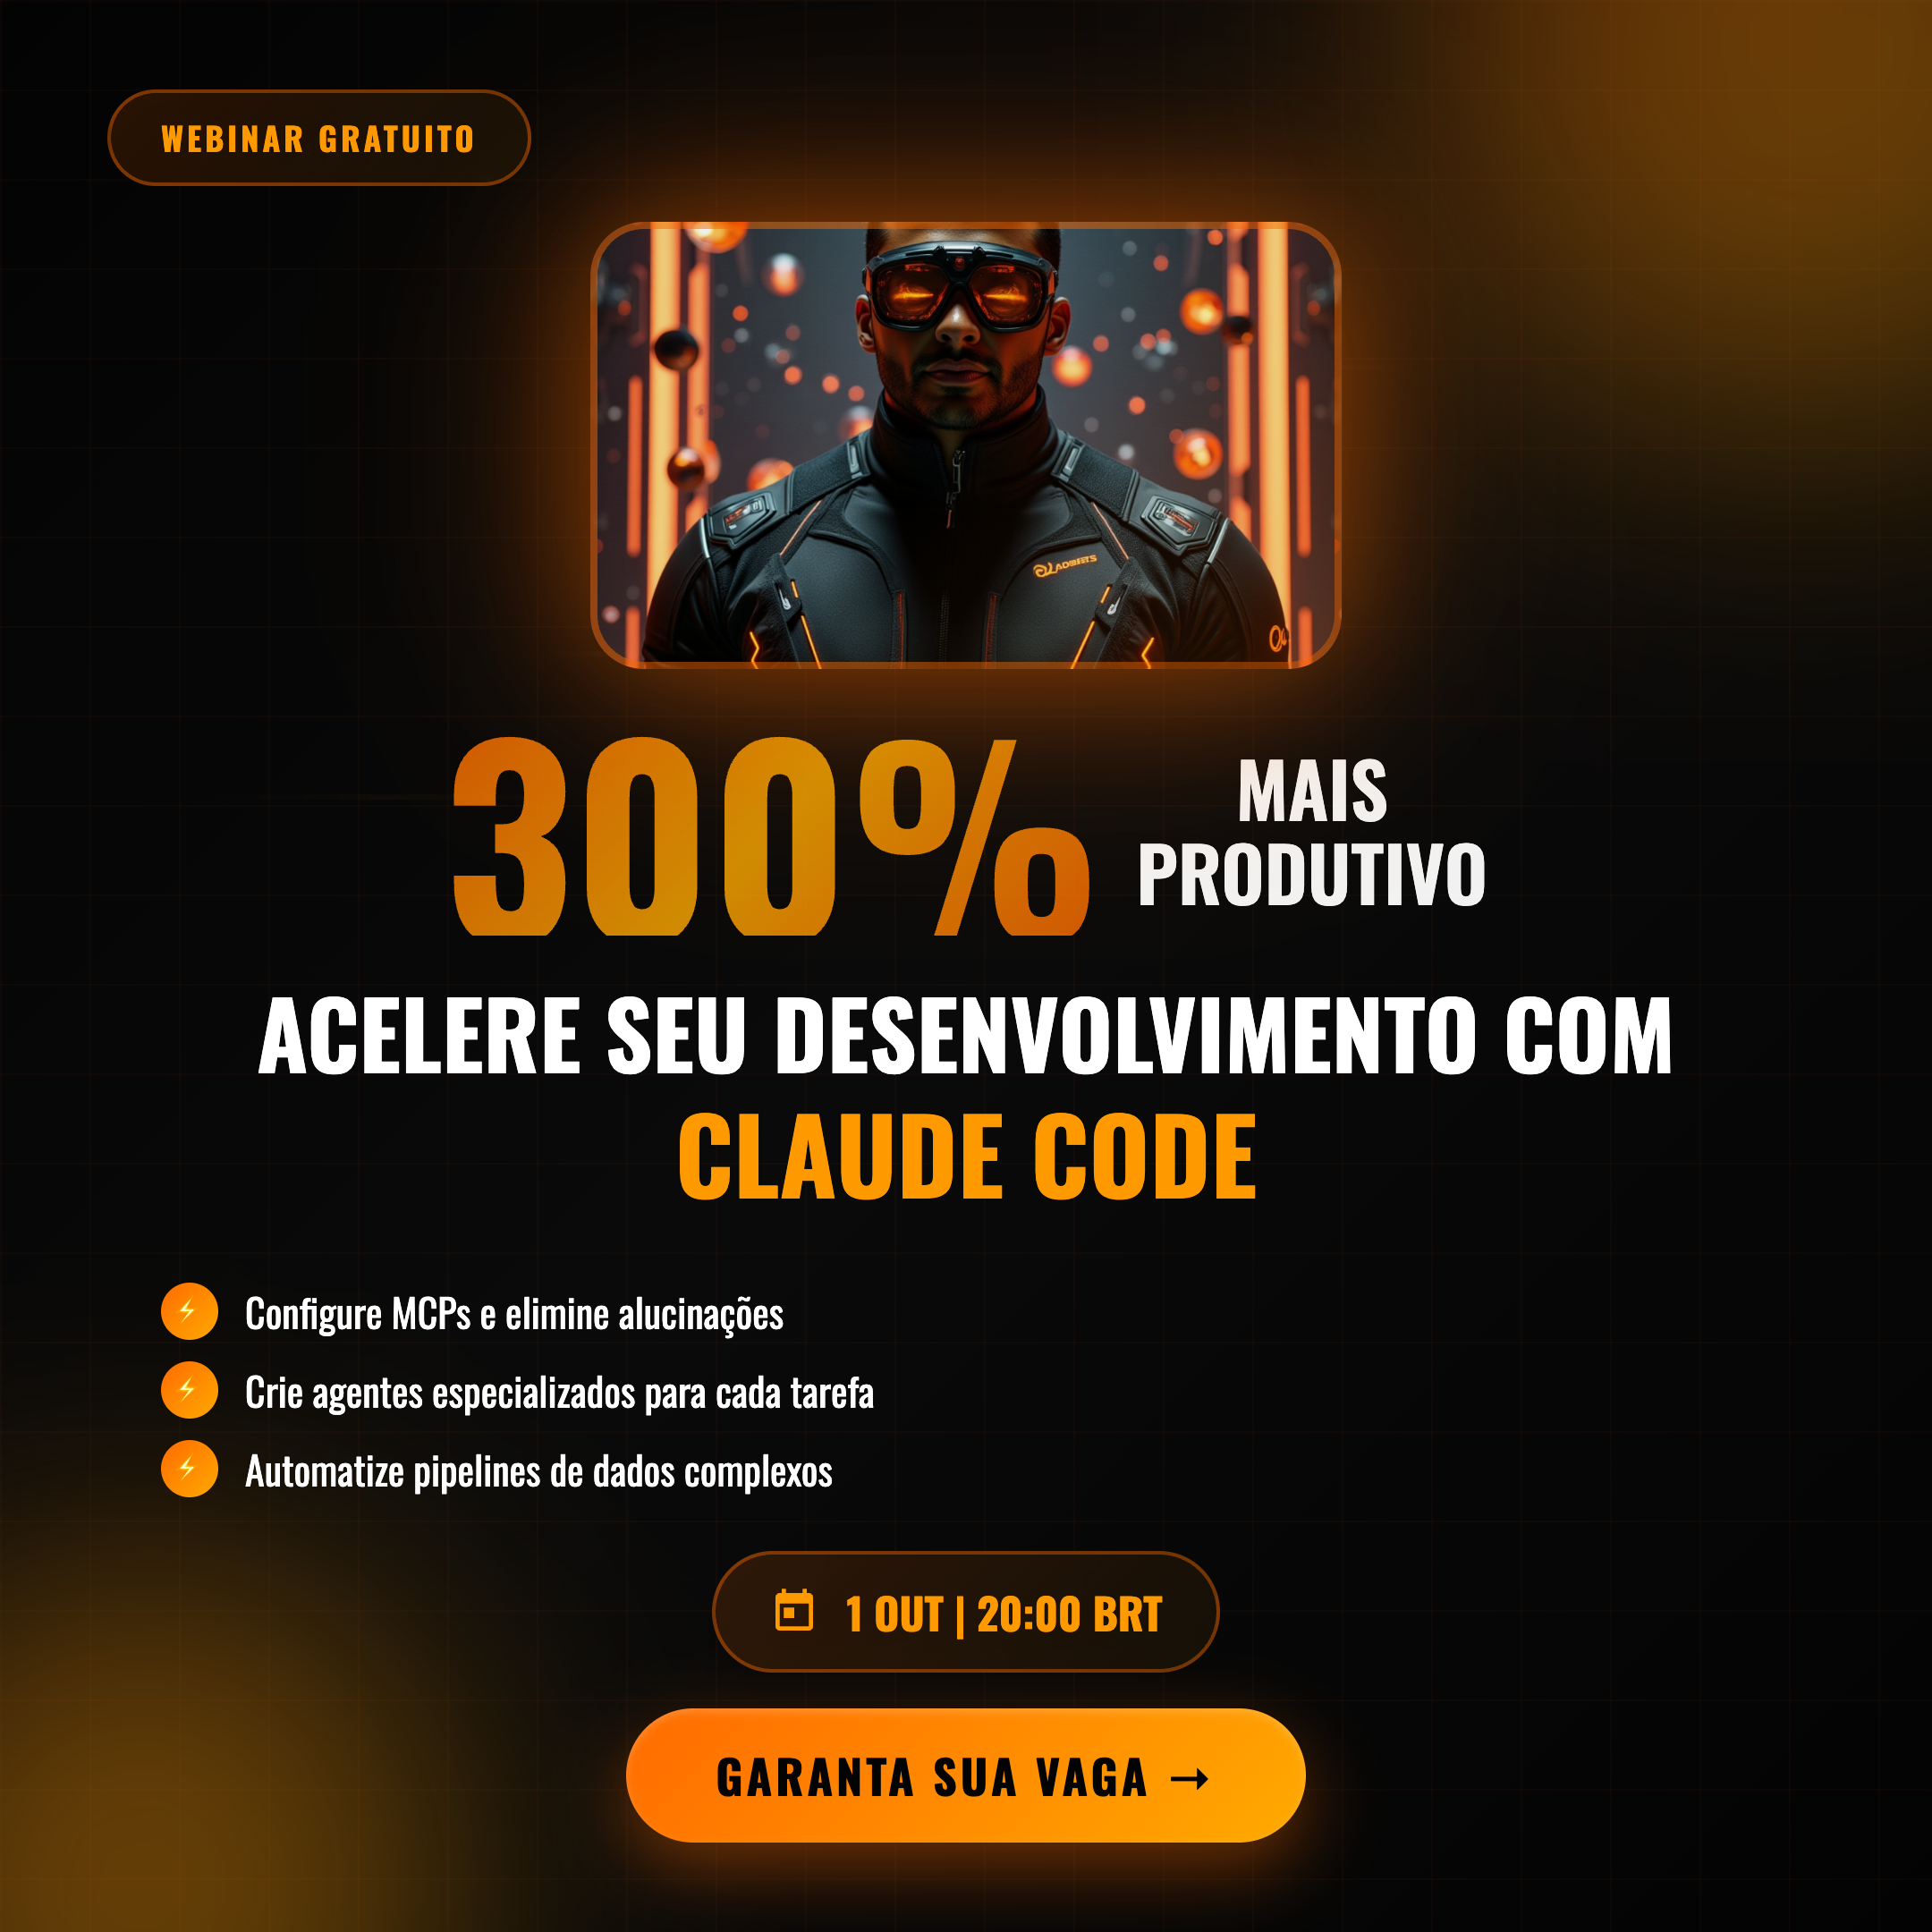 WEBINAR GRATUITO
300%
MAIS
PRODUTIVO
ACELERE SEU DESENVOLVIMENTO COM
CLAUDE CODE
Configure MCPs e elimine alucinações
Crie agentes especializados para cada tarefa
Automatize pipelines de dados complexos
1 OUT | 20:00 BRT
GARANTA SUA VAGA →